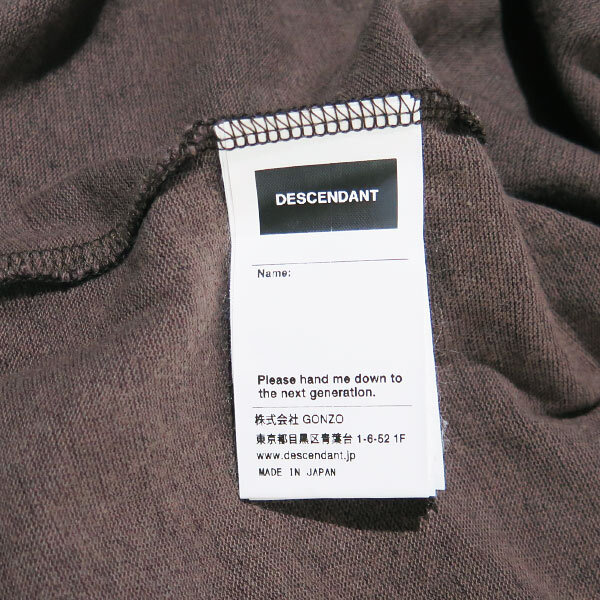 DESCENDANT
Name:
Please hand me down to
the next generation.
株式会社 GONZO
東京都目黒区青葉台 1-6-52 1F
www.descendant.jp
MADE IN JAPAN